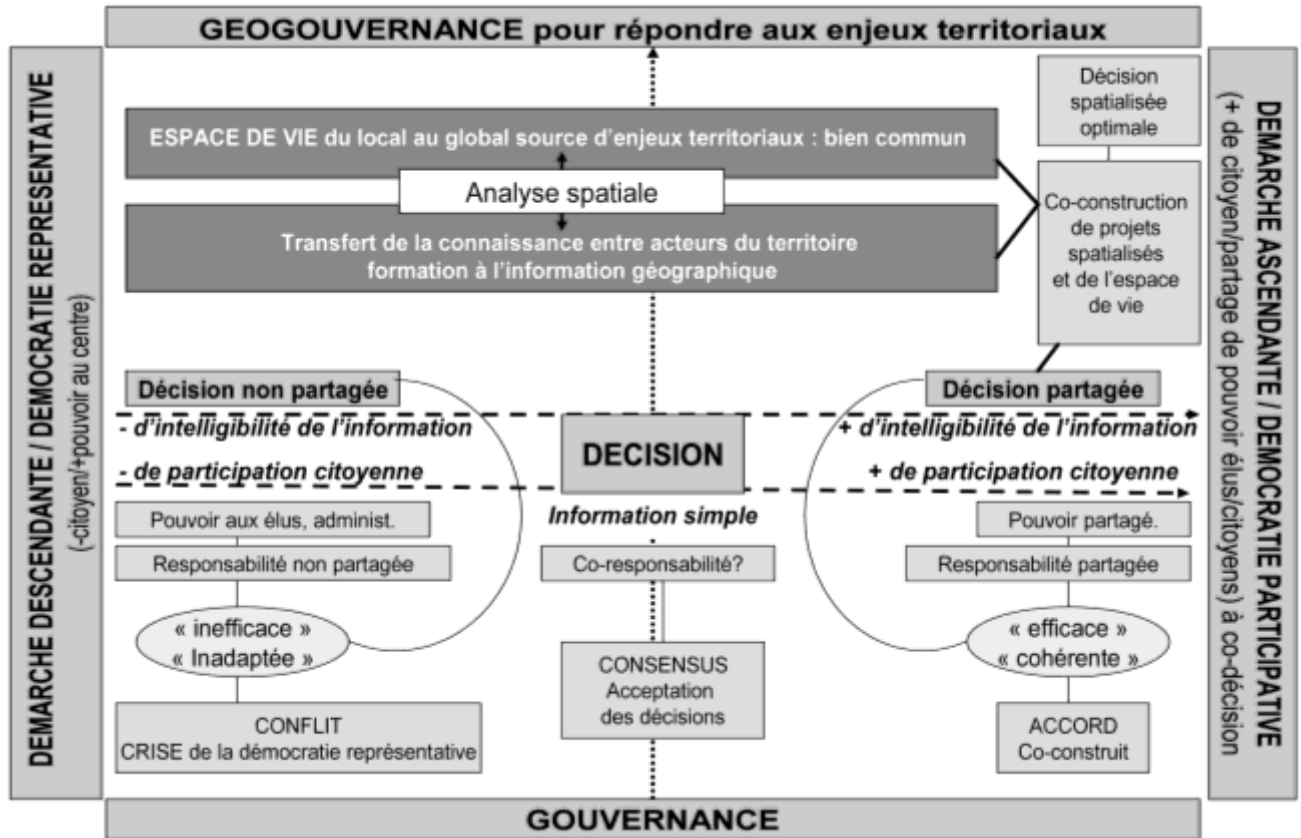 GEOGOUVERNANCE pour répondre aux enjeux territoriaux
DEMARCHE DESCENDANTE / DEMOCRATIE REPRESENTATIVE
(-citoyen/+pouvoir au centre)
ESPACE DE VIE du local au global source d'enjeux territoriaux : bien commun
Analyse spatiale
Transfert de la connaissance entre acteurs du territoire
formation à l'information géographique
Décision
spatialisée
optimale
Co-construction
de projets
spatialisés
et de l'espace
de vie
DEMARCHE ASCENDANTE / DEMOCRATIE PARTICIPATIVE
(+ de citoyen/partage de pouvoir élus/citoyens) à co-décision
Décision non partagée
- d'intelligibilité de l'information
- de participation citoyenne
Pouvoir aux élus, administ.
Responsabilité non partagée
« inefficace »
« Inadaptée »
CONFLIT
CRISE de la démocratie représentative
DECISION
Information simple
Co-responsabilité?
CONSENSUS
Acceptation
des décisions
Décision partagée
+ d'intelligibilité de l'information
+ de participation citoyenne
Pouvoir partagé.
Responsabilité partagée
« efficace »
« cohérente »
ACCORD
Co-construit
GOUVERNANCE